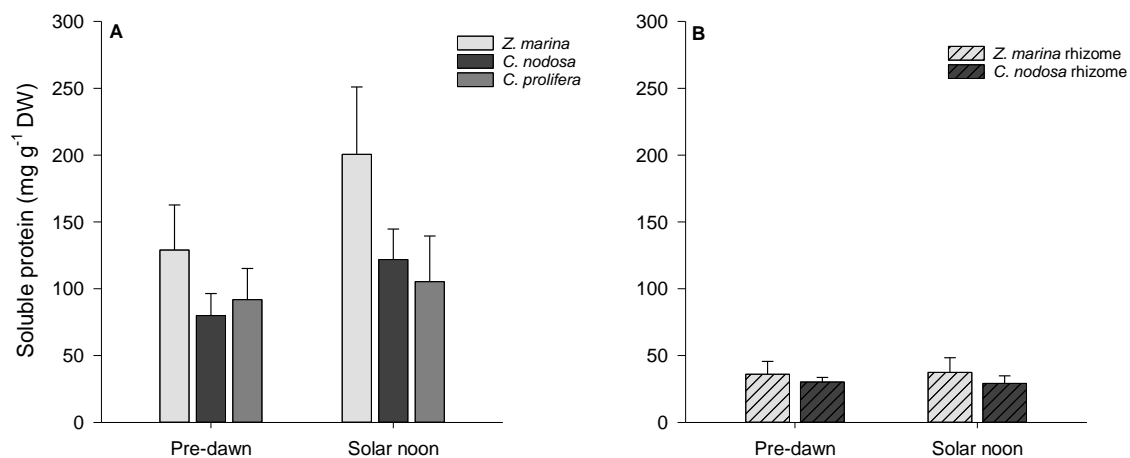 A
300
250
200
150
100
50
0
Soluble protein (mg g-1 DW)
Z. marina
C. nodosa
C. prolifera
Pre-dawn Solar noon
B
300
250
200
150
100
50
0
Z. marina rhizome
C. nodosa rhizome
Pre-dawn Solar noon